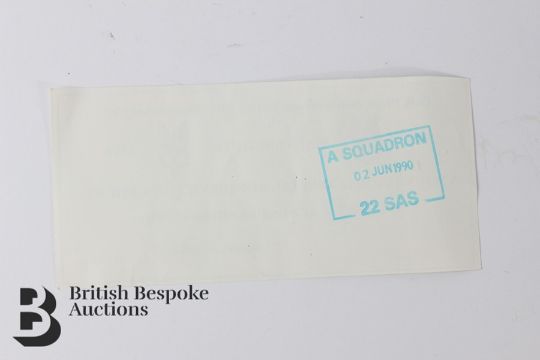 A SQUADRON
02 JUN 1990
22 SAS
B
British Bespoke
Auctions